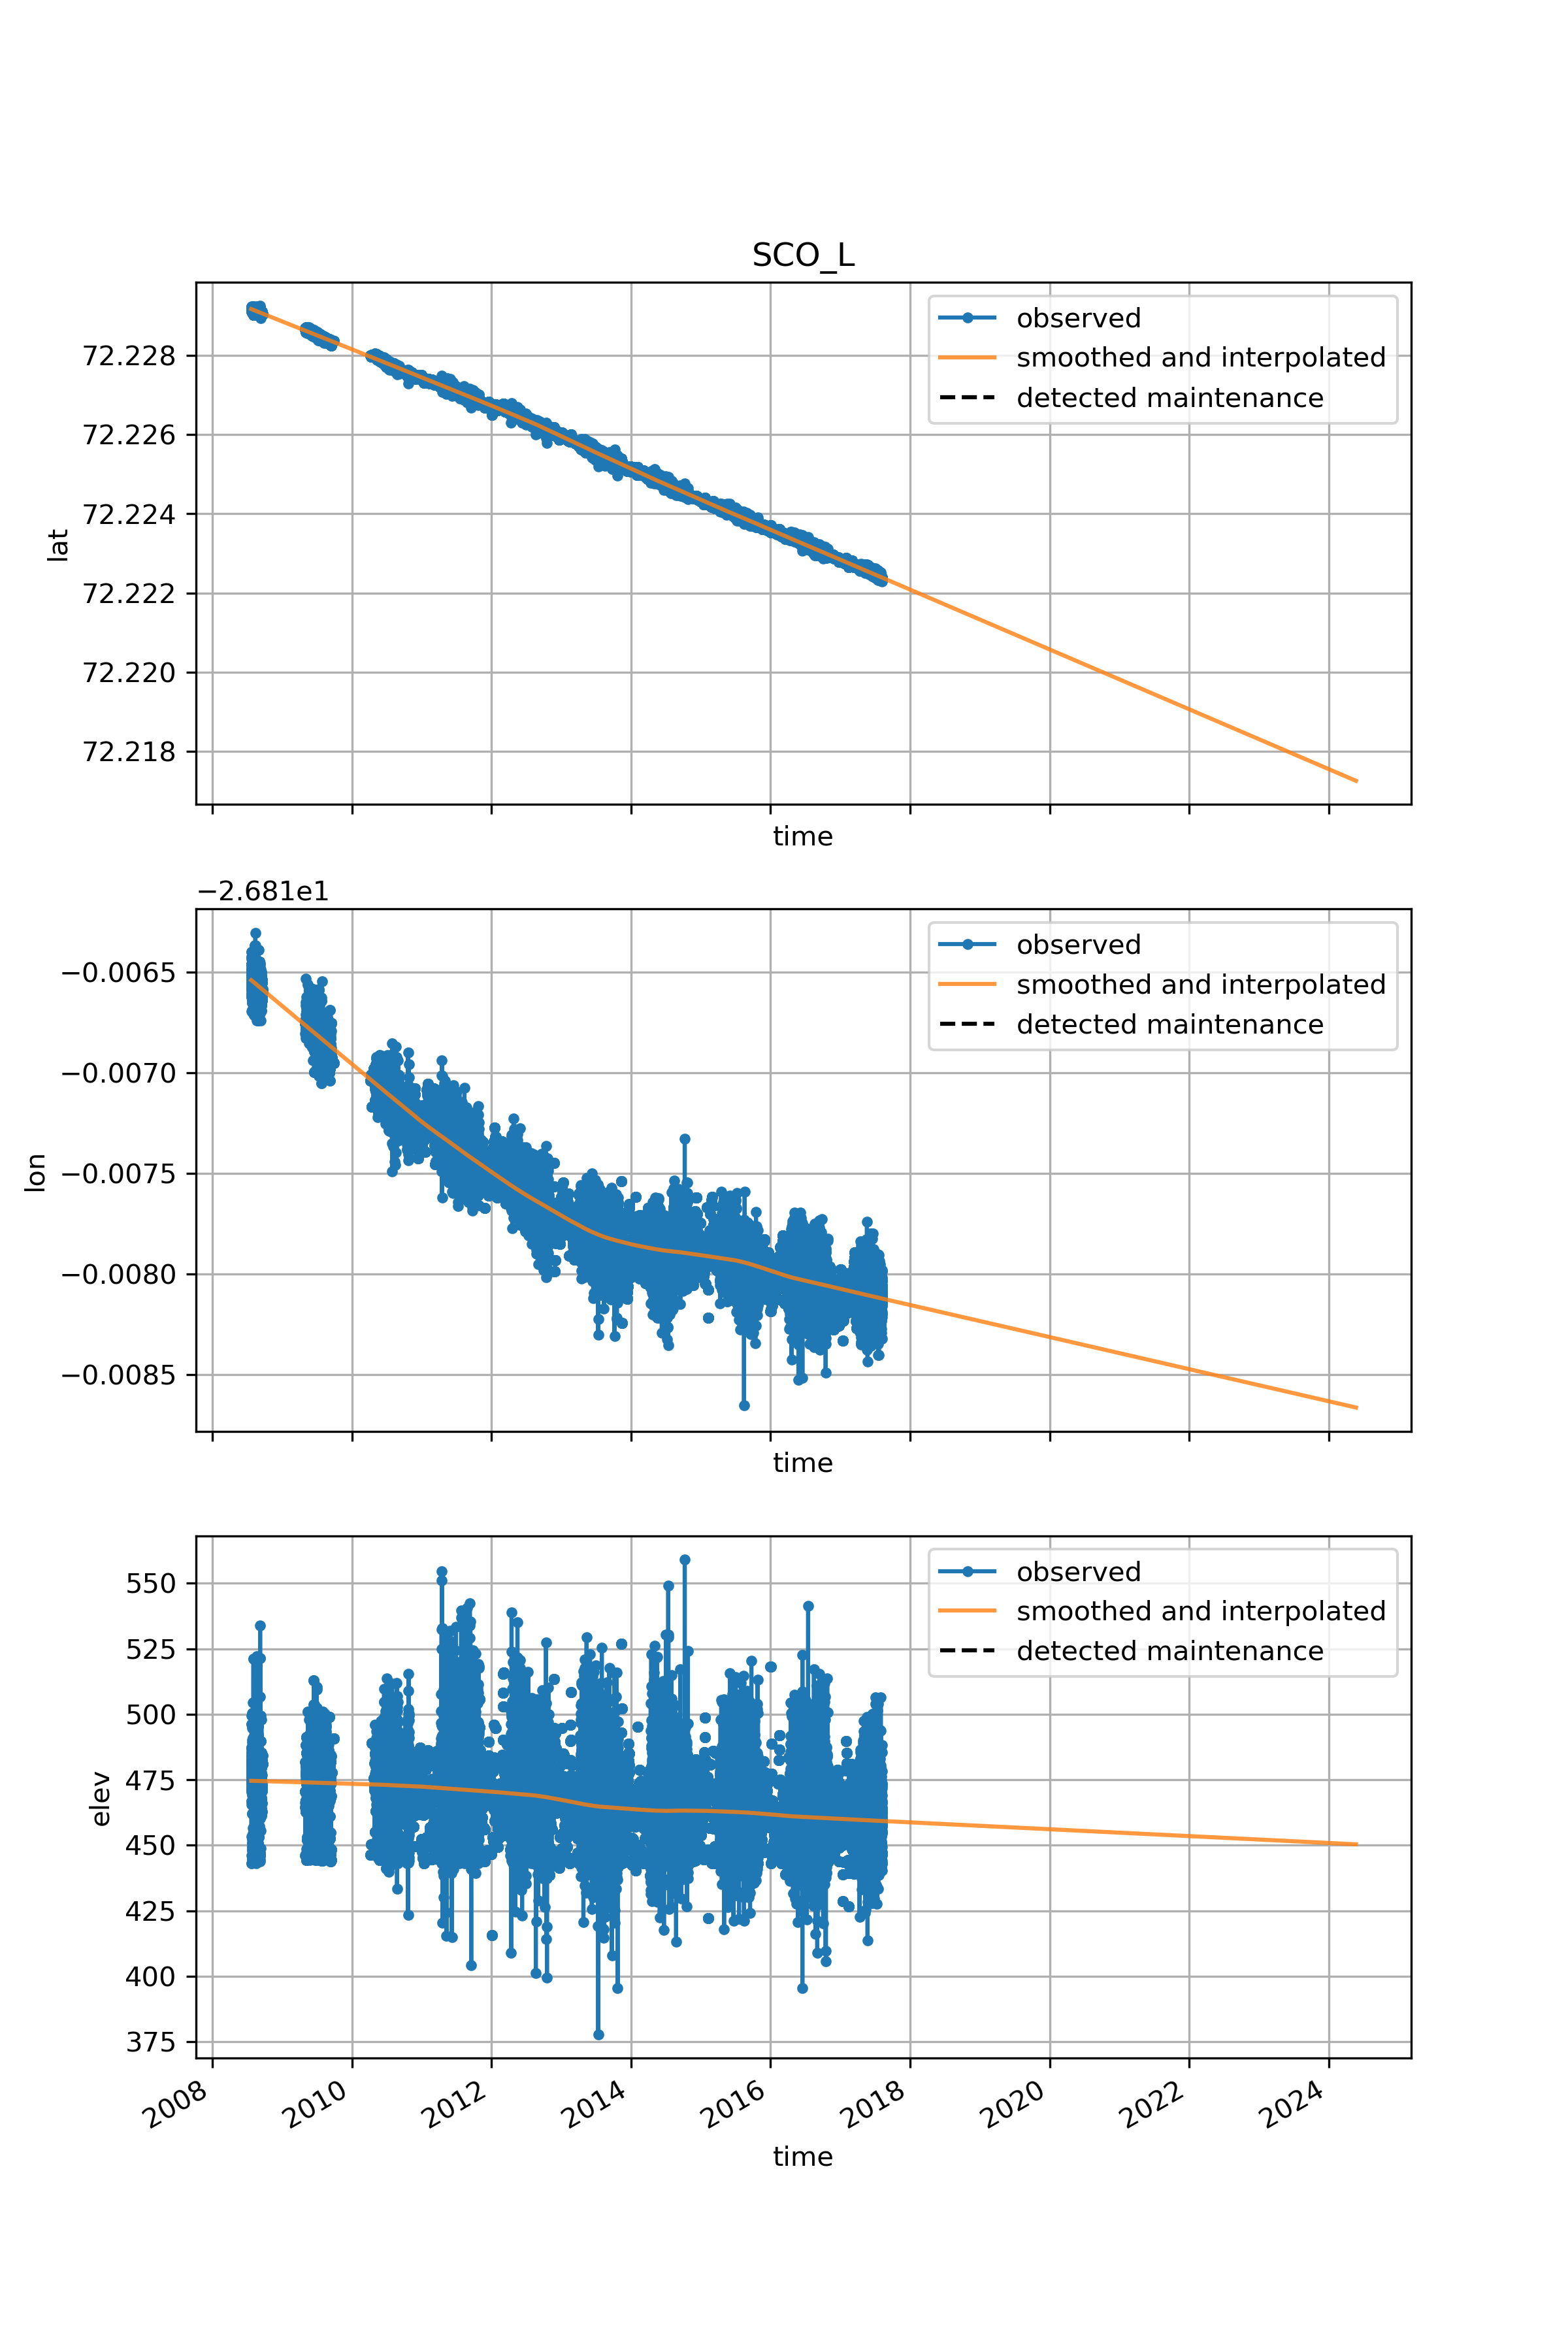 SCO_L
observed
smoothed and interpolated
detected maintenance
72.228
72.226
72.224
72.222
72.220
72.218
lat
time
−2.681e1
observed
smoothed and interpolated
detected maintenance
−0.0065
−0.0070
−0.0075
−0.0080
−0.0085
lon
time
observed
smoothed and interpolated
detected maintenance
550
525
500
475
450
425
400
375
elev
2008 2010 2012 2014 2016 2018 2020 2022 2024
time